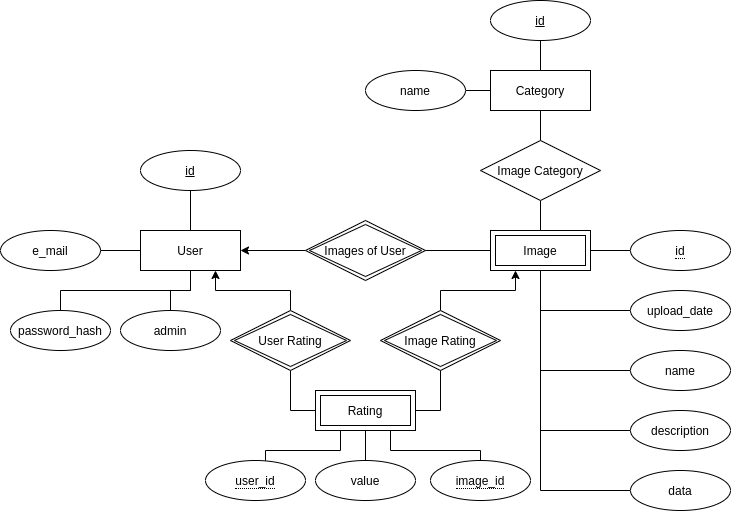 id
name
Category
Image Category
id
e_mail
User
Images of User
Image
id
password_hash
admin
User Rating
Image Rating
upload_date
name
Rating
description
user_id
value
image_id
data